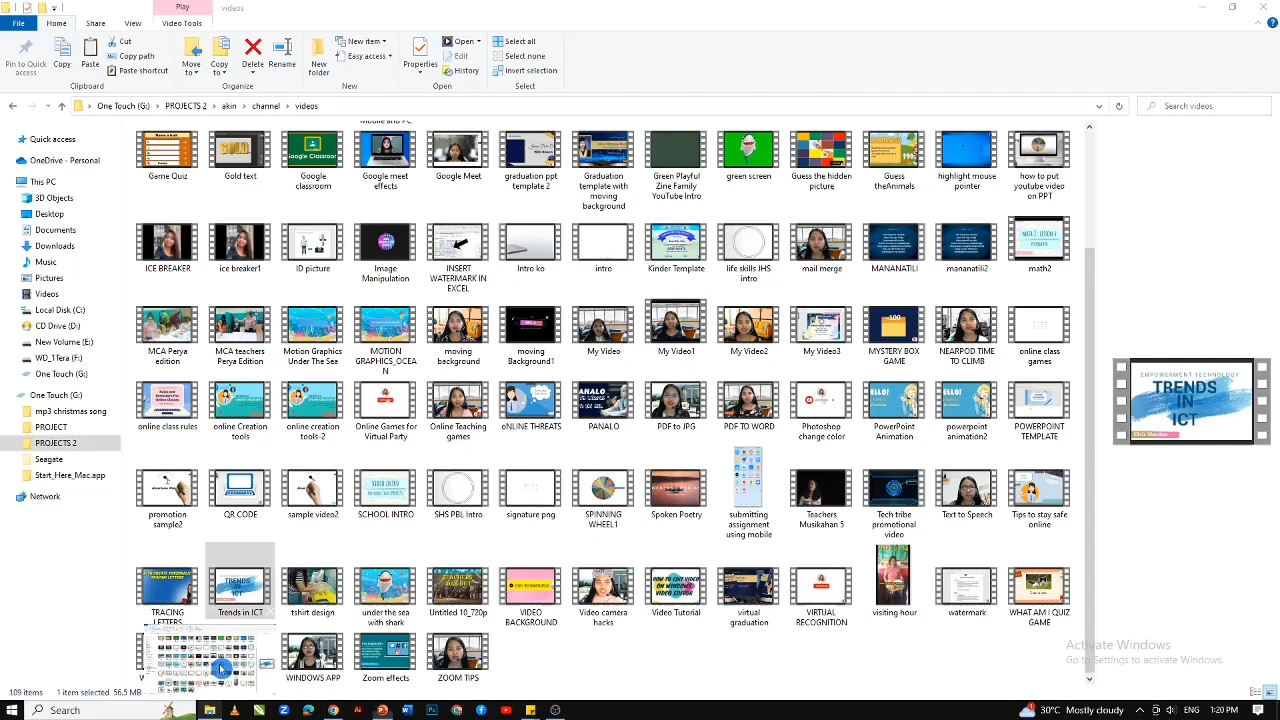 Play
videos
File
Home
Share
View
Video Tools
Pin to Quick access
Copy
Paste
Cut
Copy path
Paste shortcut
Move to
Copy to
Delete
Rename
New folder
New item
Easy access
Properties
Open
Edit
History
Select all
Select none
Invert selection
Clipboard
Organize
New
Open
Select
One Touch (G:)
PROJECTS 2
akin
channel
videos
Search videos
Quick access
OneDrive - Personal
This PC
3D Objects
Desktop
Documents
Downloads
Music
Pictures
Videos
Local Disk (C:)
CD Drive (D:)
New Volume (E:)
WD_1Tera (F:)
One Touch (G:)
One Touch (G:)
mp3 christmas song
PROJECT
PROJECTS 2
Seagate
Stars_Here_Mac.app
Network
Mobile and PC
Game Quiz
Gold text
Google classroom
Google meet effects
Google Meet
graduation ppt template 2
Graduation template with moving background
Green Playful Zine Family YouTube Intro
green screen
Guess the hidden picture
Guess theAnimals
highlight mouse pointer
how to put youtube video on PPT
ICE BREAKER
ice breaker1
ID picture
Image Manipulation
INSERT WATERMARK IN EXCEL
Intro ko
intro
Kinder Template
life skills JHS intro
mail merge
MANANATILI
mananatili2
math2
MCA Perya edition
MCA teachers Perya Edition
Motion Graphics Under The Sea
MOTION GRAPHICS_OCEAN
moving background
moving Background1
My Video
My Video1
My Video2
My Video3
MYSTERY BOX GAME
NEARPOD TIME TO CLIMB
online class games
online class rules
online Creation tools
online creation tools-2
Online Games for Virtual Party
Online Teaching games
oNLINE THREATS
PANALO
PDF to JPG
PDF TO WORD
Photoshop change color
PowerPoint Animation
powerpoint animation2
POWERPOINT TEMPLATE
promotion sample2
QR CODE
sample video2
SCHOOL INTRO
SHS PBL Intro
signature png
SPINNING WHEEL1
Spoken Poetry
submitting assignment using mobile
Teachers Musikahan 5
Tech tribe promotional video
Text to Speech
Tips to stay safe online
TRACING LETTERS
Trends in ICT
tshirt design
under the sea with shark
Untitled 10_720p
VIDEO BACKGROUND
Video camera hacks
Video Tutorial
virtual graduation
VIRTUAL RECOGNITION
visiting hour
watermark
WHAT AM I QUIZ GAME
WINDOWS APP
Zoom effects
ZOOM TIPS
EMPOWERMENT TECHNOLOGY
TRENDS
IN
ICT
Activate Windows
Go to Settings to activate Windows.
109 items
1 item selected 56.5 MB
Search
30°C Mostly cloudy
ENG
1:20 PM